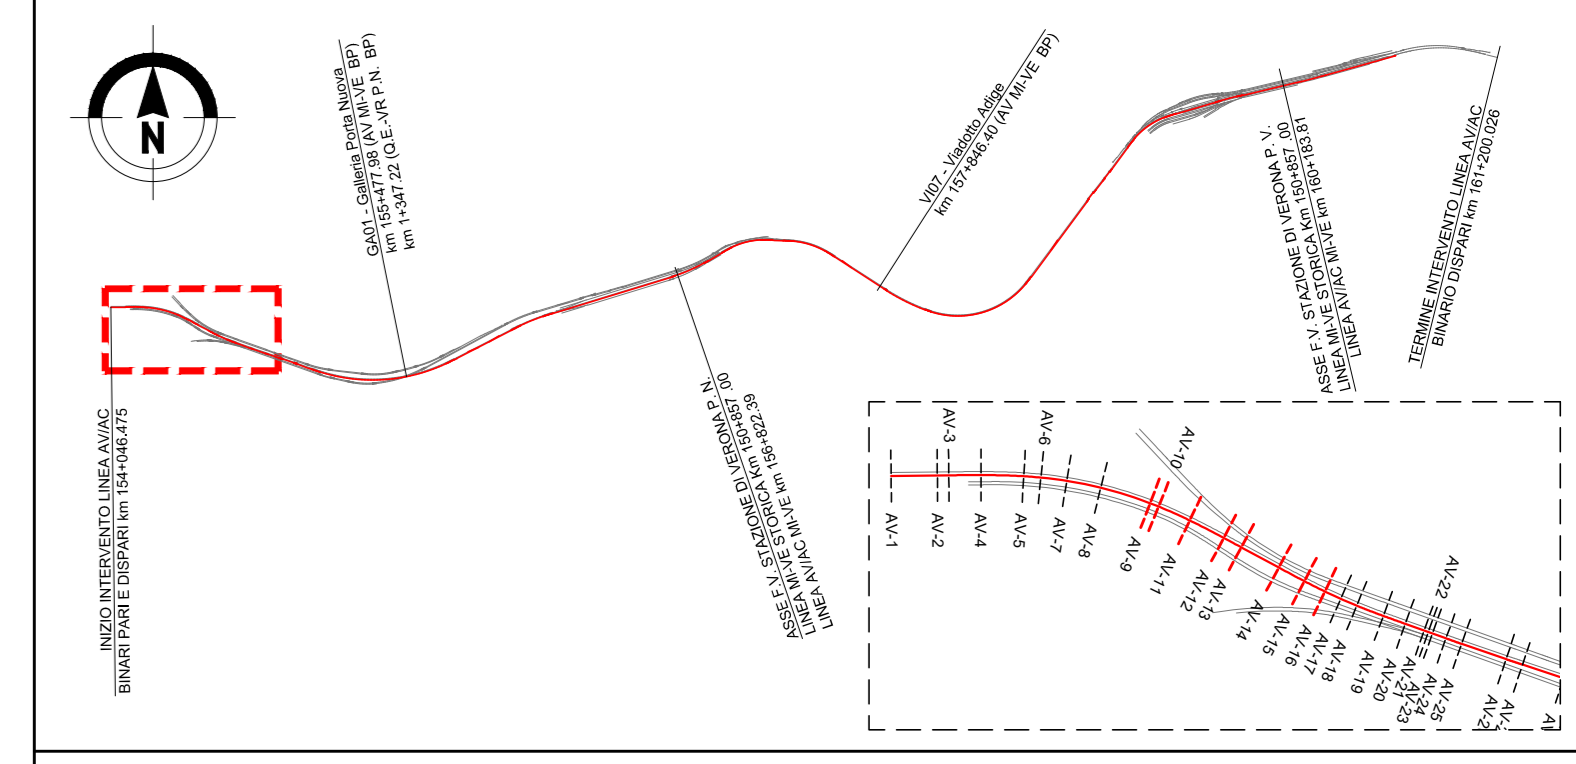 N
GA01 - Galleria Porta Nuova
km 155+477.98 (AV MI-VE BP)
km 1+347.22 (Q.E.-VR P.N. BP)
VI07 - Viadotto Adige
km 157+846.40 (AV MI-VE BP)
ASSE F.V. STAZIONE DI VERONA P. V.
LINEA MI-VE STORICA Km 150+857 .00
LINEA AV/AC MI-VE km 160+183.81
TERMINE INTERVENTO LINEA AV/AC
BINARIO DISPARI km 161+200.026
INIZIO INTERVENTO LINEA AV/AC
BINARI PARI E DISPARI km 154+046.475
ASSE F.V. STAZIONE DI VERONA P. N.
LINEA MI-VE STORICA Km 150+857 .00
LINEA AV/AC MI-VE km 156+822.39
AV-1
AV-2
AV-3
AV-4
AV-5
AV-6
AV-7
AV-8
AV-9
AV-10
AV-11
AV-12
AV-13
AV-14
AV-15
AV-16
AV-17
AV-18
AV-19
AV-20
AV-21
AV-22
AV-23
AV-24
AV-25
AV-2
AV-
AV